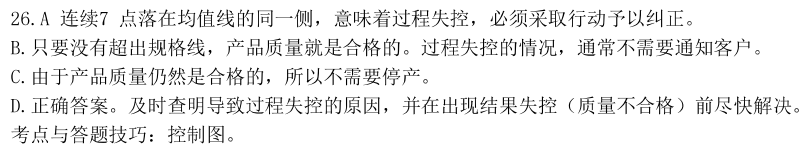 26.A 连续7 点落在均值线的同一侧，意味着过程失控，必须采取行动予以纠正。
B.只要没有超出规格线，产品质量就是合格的。过程失控的情况，通常不需要通知客户。
C.由于产品质量仍然是合格的，所以不需要停产。
D.正确答案。及时查明导致过程失控的原因，并在出现结果失控（质量不合格）前尽快解决。
考点与答题技巧：控制图。